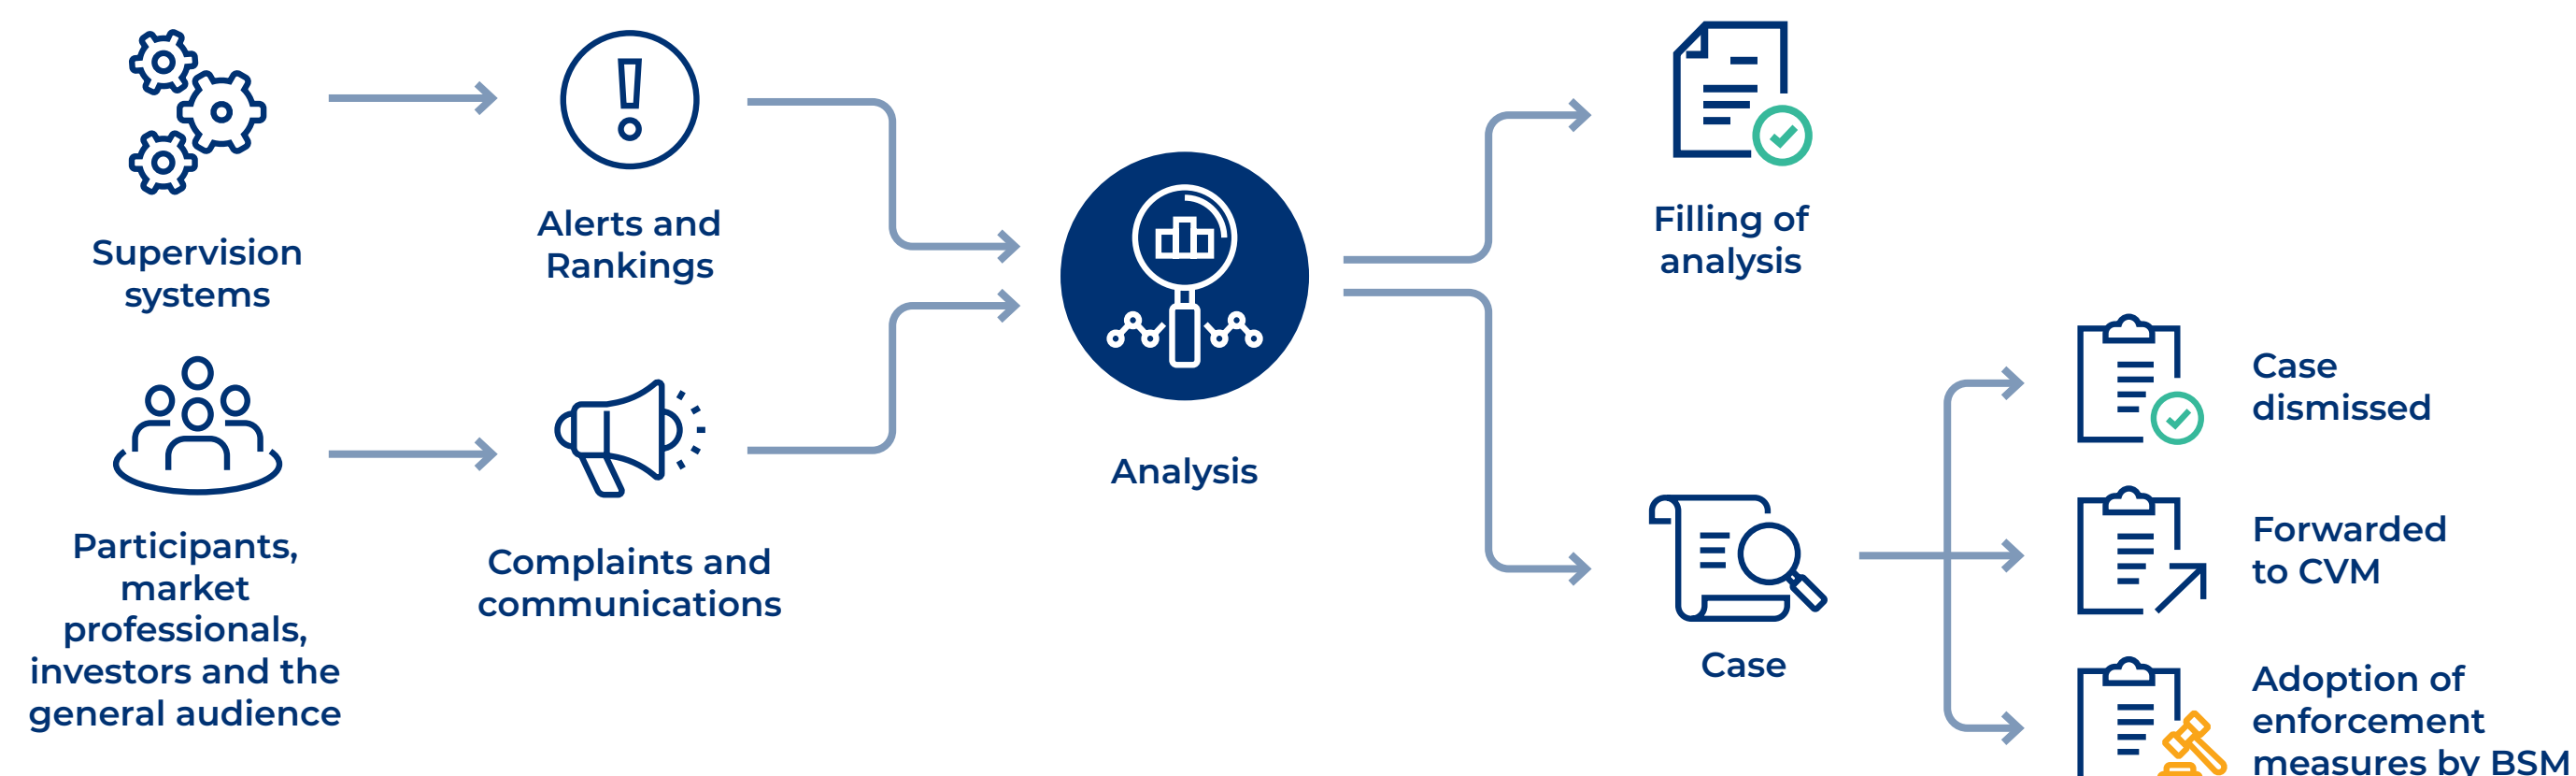 Supervision
systems
Alerts and
Rankings
Participants,
market
professionals,
investors and the
general audience
Complaints and
communications
Analysis
Filling of
analysis
Case
Case
dismissed
Forwarded
to CVM
Adoption of
enforcement
measures by BSM